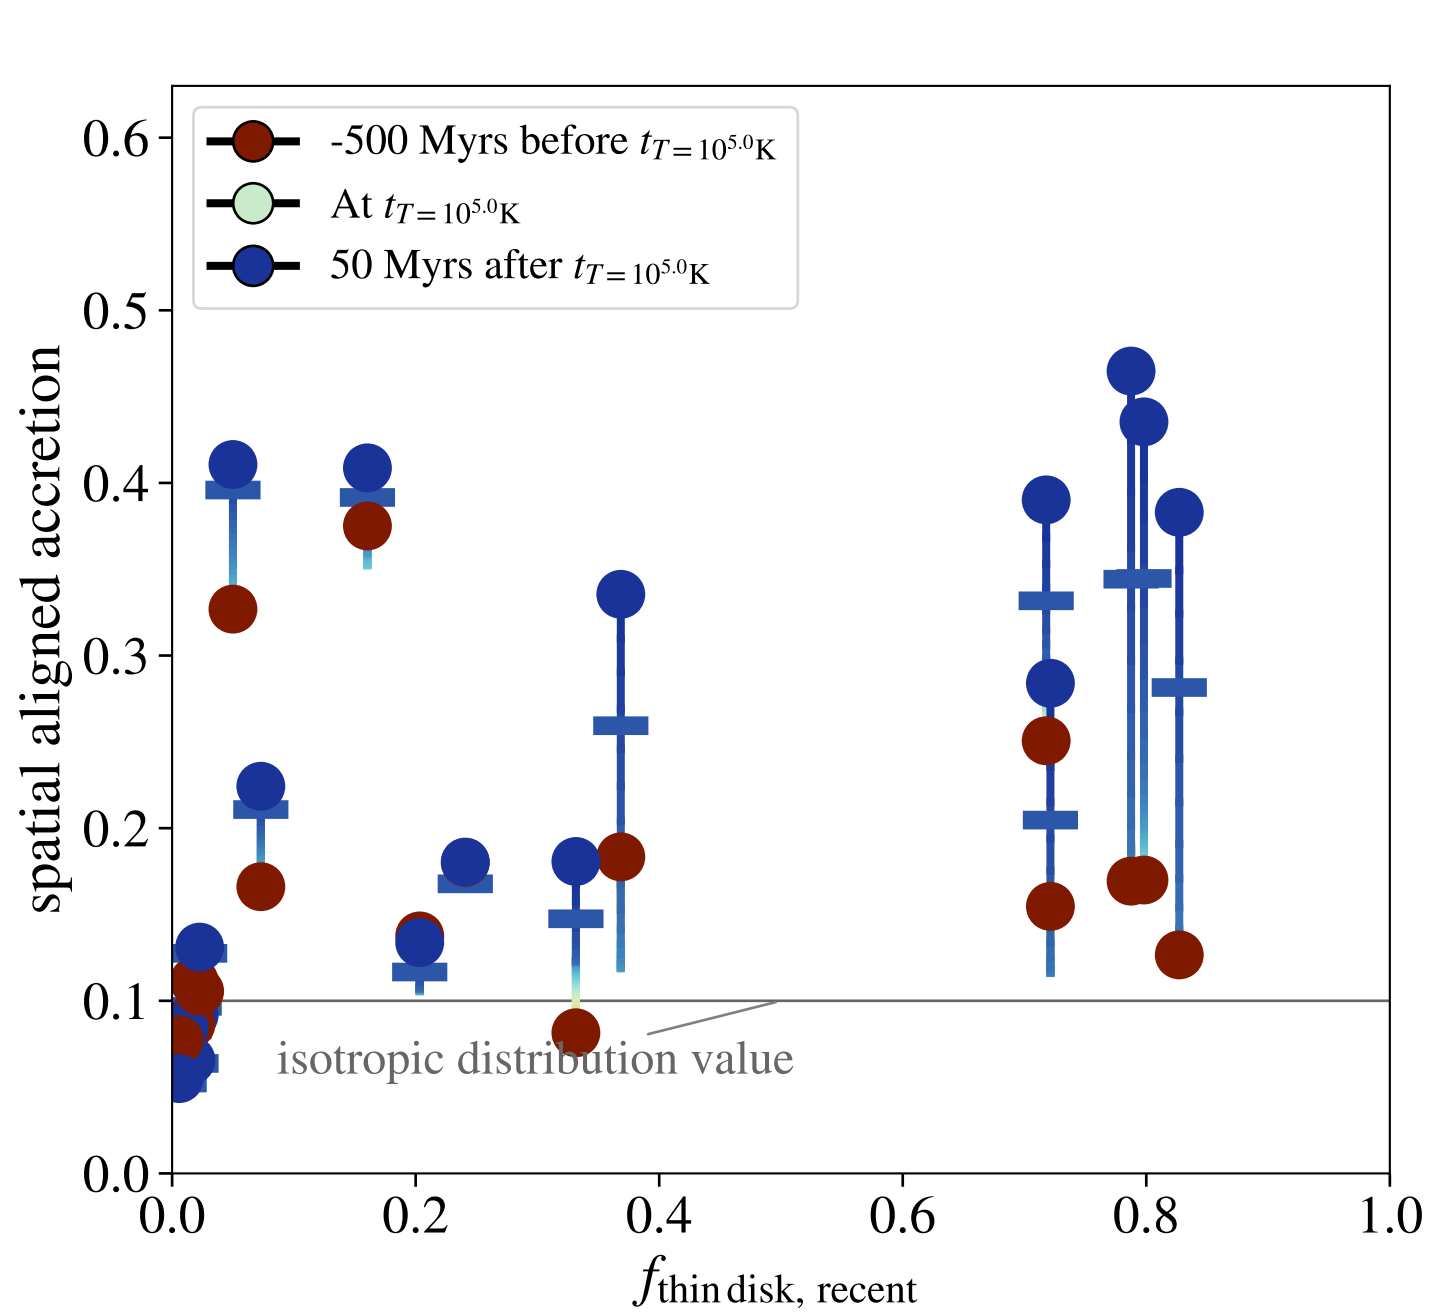 -500 Myrs before t_{T=10^{5.0}K}
At t_{T=10^{5.0}K}
50 Myrs after t_{T=10^{5.0}K}
0.6
0.5
0.4
0.3
0.2
0.1
0.0
spatial aligned accretion
isotropic distribution value
0.0 0.2 0.4 0.6 0.8 1.0
f_{thin disk, recent}